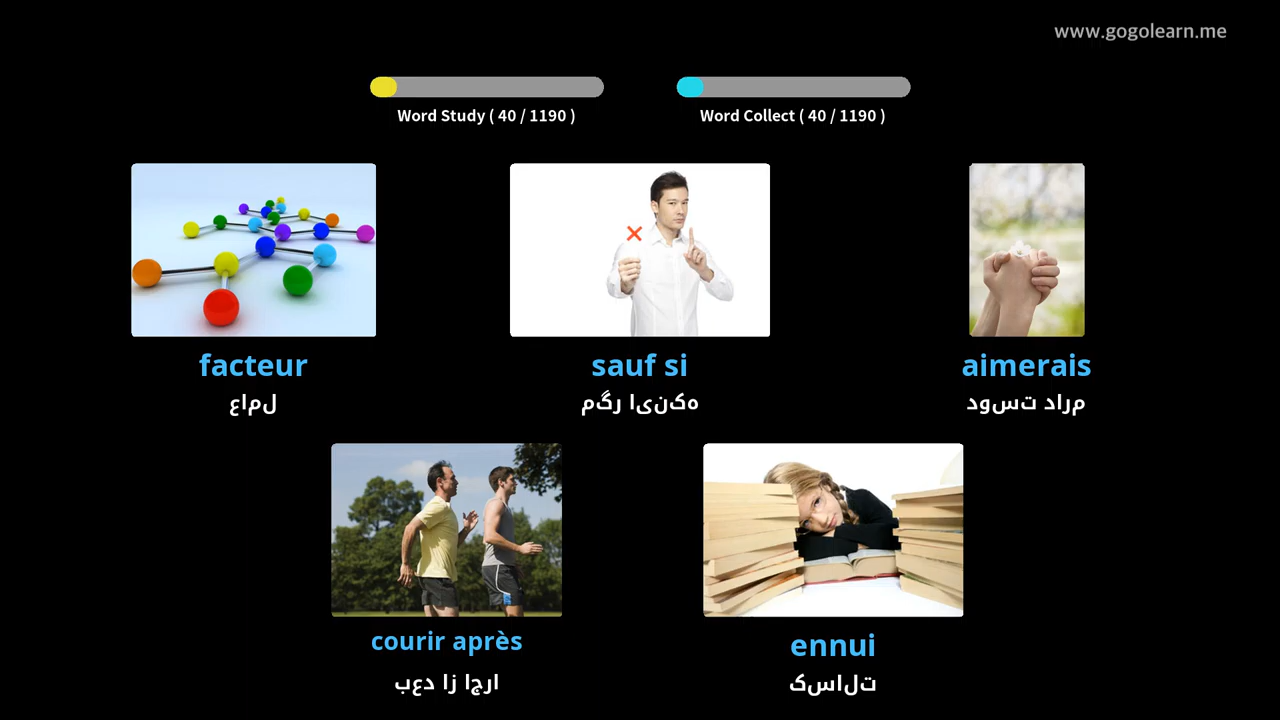 www.gogolearn.me
Word Study ( 40 / 1190 )
Word Collect ( 40 / 1190 )
facteur
عامل
sauf si
مگر اینکه
aimerais
دوست دارم
courir après
بعد از اجرا
ennui
کسالت